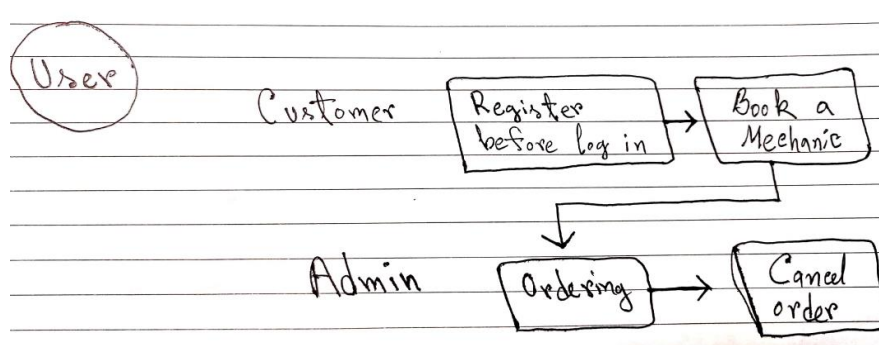 User
Customer
Register
before log in
Book a
Mechanic
Admin
Ordering
Cancel
order